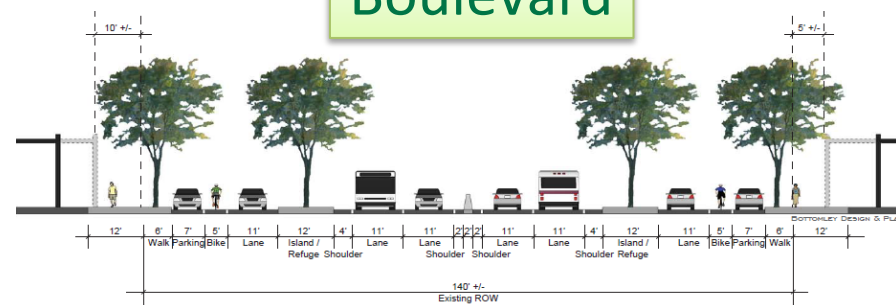 Boulevard
10' +/-
5' +/-
BOTTOMLEY DESIGN & PLA
12' 6' 7' 5' 11' 12' 4' 11' 11' 2' 2' 2' 11' 11' 4' 12' 11' 5' 7' 6' 12'
Walk Parking Bike Lane Island / Lane Lane Lane Lane Island / Lane Bike Parking Walk
Refuge Shoulder Shoulder Shoulder Shoulder Refuge
140' +/-
Existing ROW